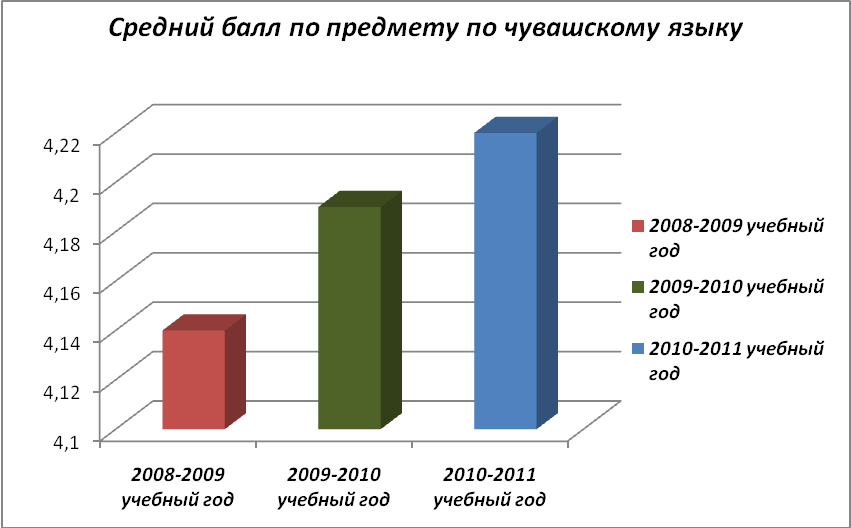 Средний балл по предмету по чувашскому языку
4,22
4,2
4,18
4,16
4,14
4,12
4,1
2008-2009
учебный год
2009-2010
учебный год
2010-2011
учебный год
2008-2009 учебный
год
2009-2010 учебный
год
2010-2011 учебный
год